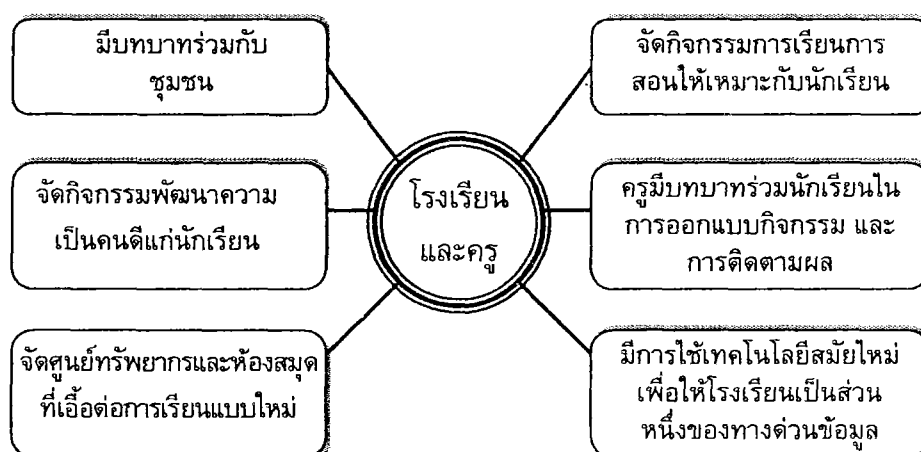 มีบทบาทร่วมกับ
ชุมชน
จัดกิจกรรมพัฒนาความ
เป็นคนดีแก่นักเรียน
จัดศูนย์ทรัพยากรและห้องสมุด
ที่เอื้อต่อการเรียนแบบใหม่
โรงเรียน
และครู
จัดกิจกรรมการเรียนการ
สอนให้เหมาะกับนักเรียน
ครูมีบทบาทร่วมนักเรียนใน
การออกแบบกิจกรรม และ
การติดตามผล
มีการใช้เทคโนโลยีสมัยใหม่
เพื่อให้โรงเรียนเป็นส่วน
หนึ่งของทางด่วนข้อมูล